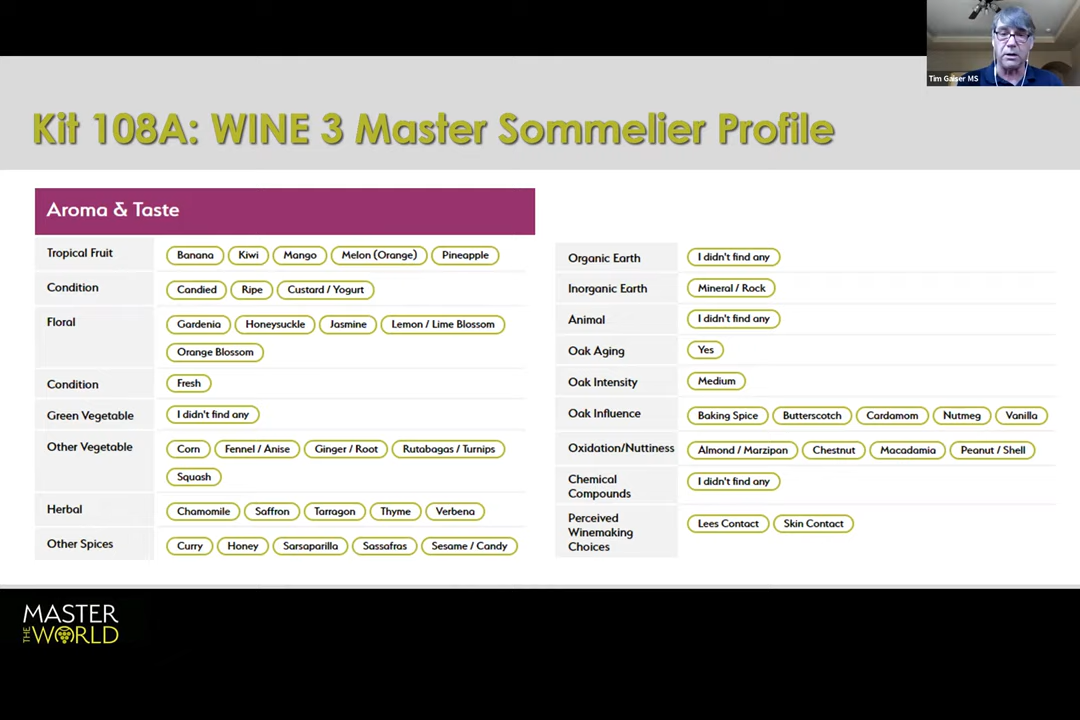 Tim Gaiser MS
Kit 108A: WINE 3 Master Sommelier Profile
Aroma & Taste
Tropical Fruit Banana Kiwi Mango Melon (Orange) Pineapple
Condition Candied Ripe Custard / Yogurt
Floral Gardenia Honeysuckle Jasmine Lemon / Lime Blossom
Orange Blossom
Condition Fresh
Green Vegetable I didn't find any
Other Vegetable Corn Fennel / Anise Ginger / Root Rutabagas / Turnips
Squash
Herbal Chamomile Saffron Tarragon Thyme Verbena
Other Spices Curry Honey Sarsaparilla Sassafras Sesame / Candy
Organic Earth I didn't find any
Inorganic Earth Mineral / Rock
Animal I didn't find any
Oak Aging Yes
Oak Intensity Medium
Oak Influence Baking Spice Butterscotch Cardamom Nutmeg Vanilla
Oxidation/Nuttiness Almond / Marzipan Chestnut Macadamia Peanut / Shell
Chemical I didn't find any
Compounds
Perceived
Winemaking Lees Contact Skin Contact
Choices
MASTER
THE WORLD